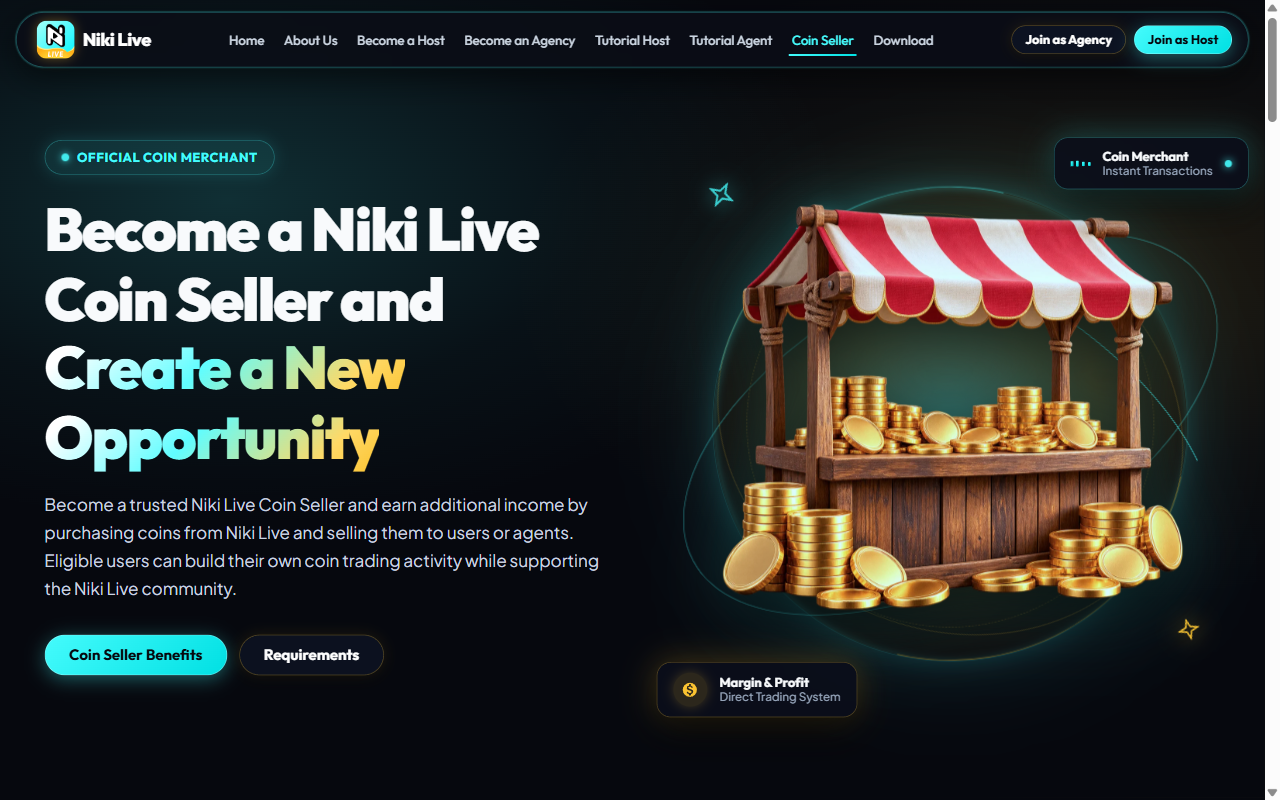 LIVE
Niki Live
Home
About Us
Become a Host
Become an Agency
Tutorial Host
Tutorial Agent
Coin Seller
Download
Join as Agency
Join as Host
OFFICIAL COIN MERCHANT
Become a Niki Live
Coin Seller and
Create a New
Opportunity
Become a trusted Niki Live Coin Seller and earn additional income by
purchasing coins from Niki Live and selling them to users or agents.
Eligible users can build their own coin trading activity while supporting
the Niki Live community.
Coin Seller Benefits
Requirements
Coin Merchant
Instant Transactions
$
Margin & Profit
Direct Trading System